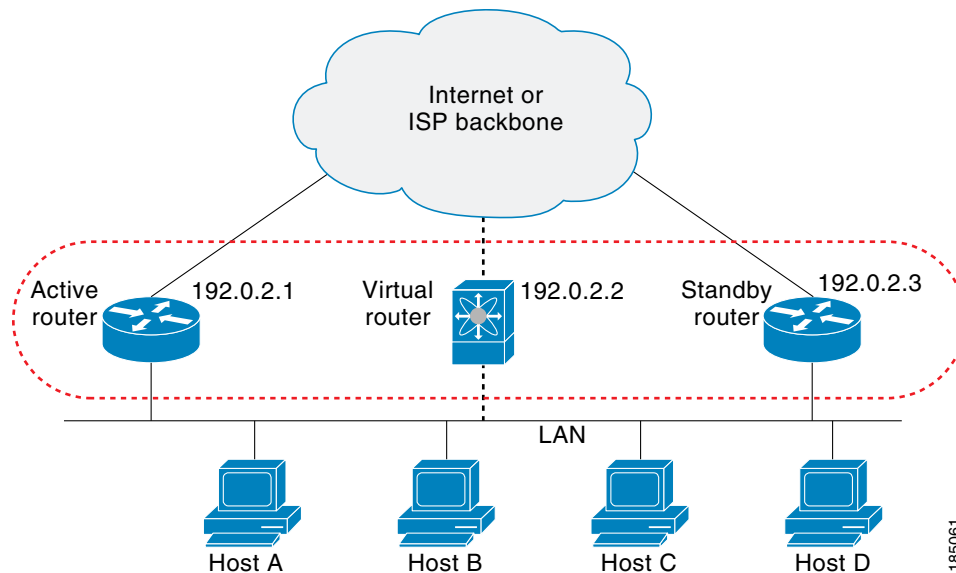 Internet or
ISP backbone
Active
router
192.0.2.1
Virtual
router
192.0.2.2
Standby
router
192.0.2.3
LAN
Host A
Host B
Host C
Host D
185061